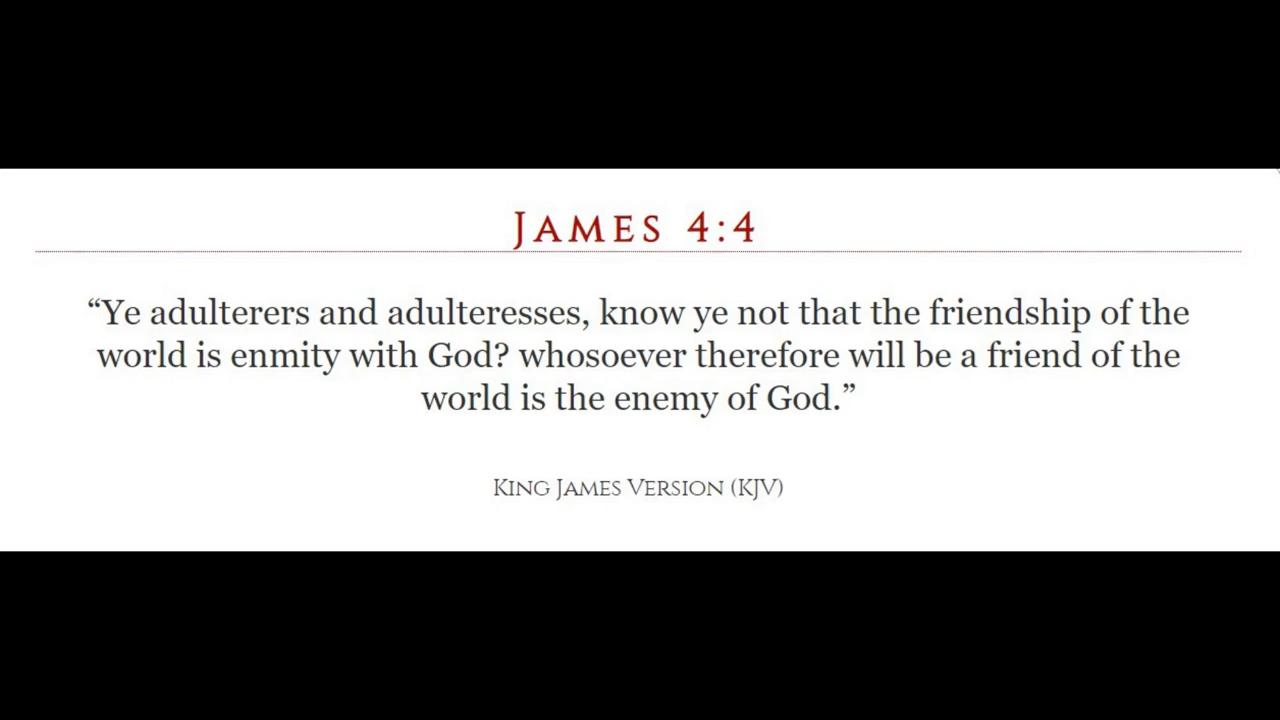 James 4:4
“Ye adulterers and adulteresses, know ye not that the friendship of the
world is enmity with God? whosoever therefore will be a friend of the
world is the enemy of God.”
King James Version (KJV)